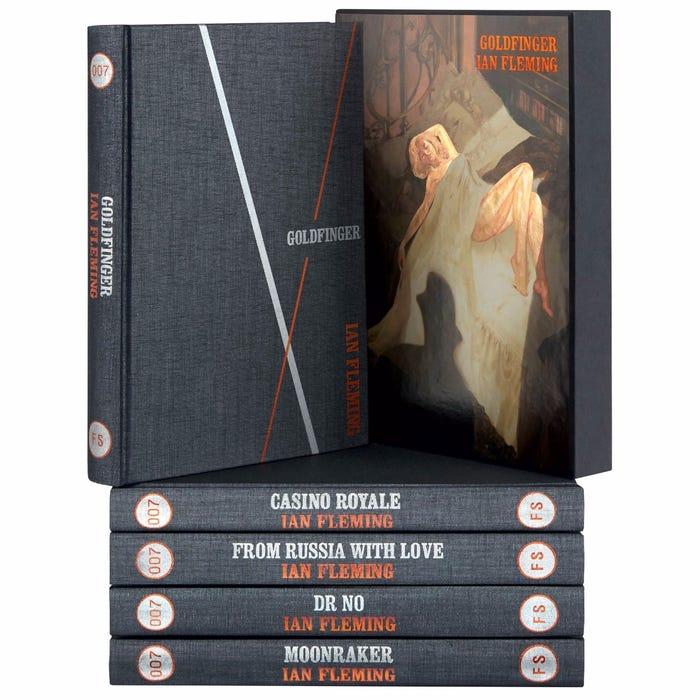 007
GOLDFINGER
IAN FLEMING
FS
GOLDFINGER
IAN FLEMING
GOLDFINGER
IAN FLEMING
007
CASINO ROYALE
IAN FLEMING
FS
007
FROM RUSSIA WITH LOVE
IAN FLEMING
FS
007
DR NO
IAN FLEMING
FS
007
MOONRAKER
IAN FLEMING
FS